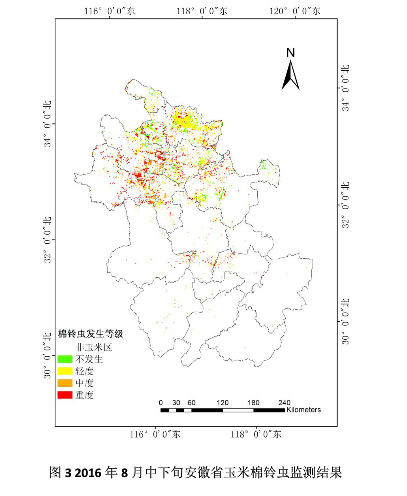 116° 0′0″东 118° 0′0″东 120° 0′0″东
N
34° 0′0″北
34° 0′0″北
32° 0′0″北
32° 0′0″北
30° 0′0″北
30° 0′0″北
棉铃虫发生等级
非玉米区
不发生
轻度
中度
重度
0 30 60 120 180 240
Kilometers
116° 0′0″东 118° 0′0″东
图 3 2016 年 8 月中下旬安徽省玉米棉铃虫监测结果